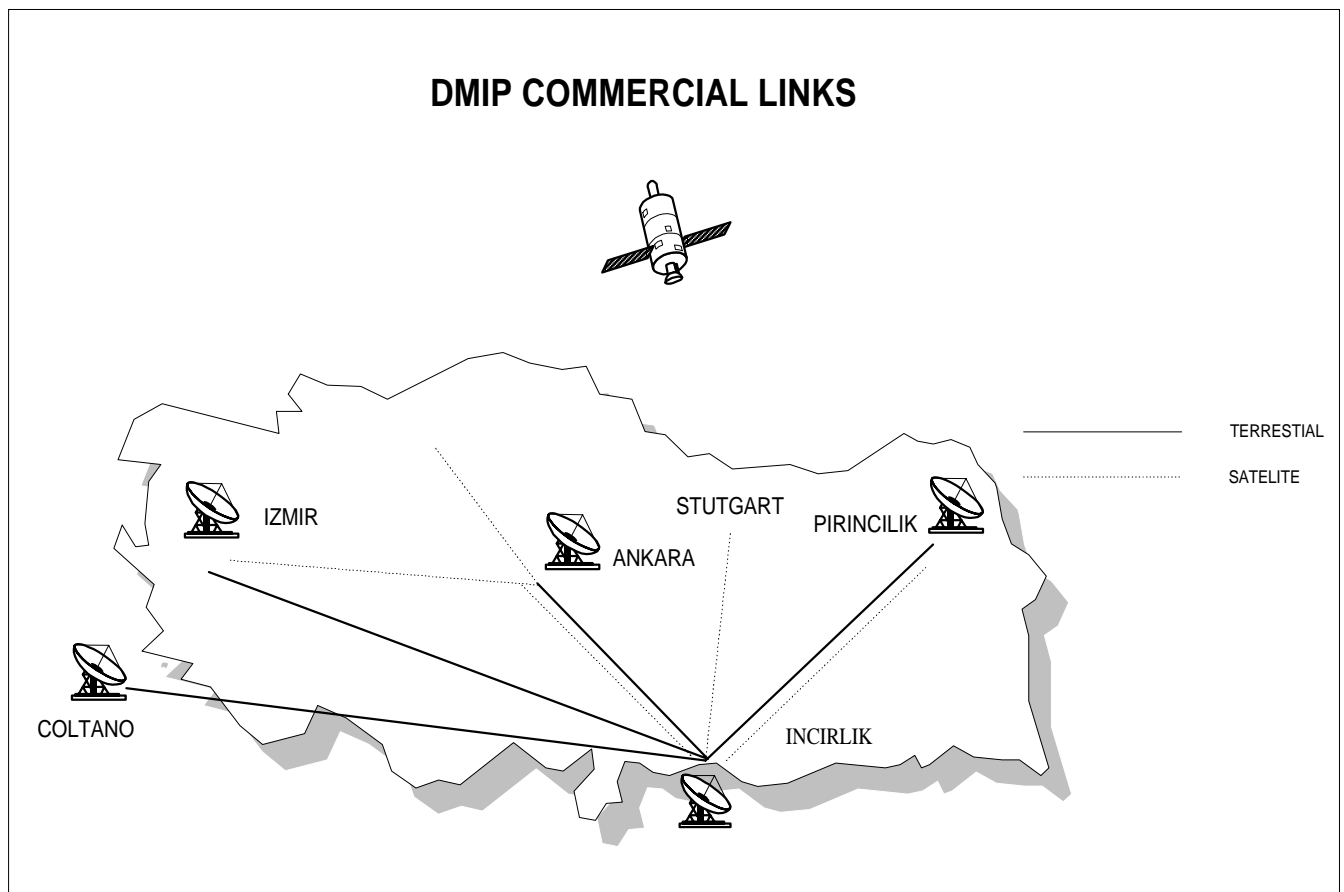 DMIP COMMERCIAL LINKS
TERRESTIAL
SATELITE
STUTGART
IZMIR
PIRINCILIK
ANKARA
COLTANO
INCIRLIK